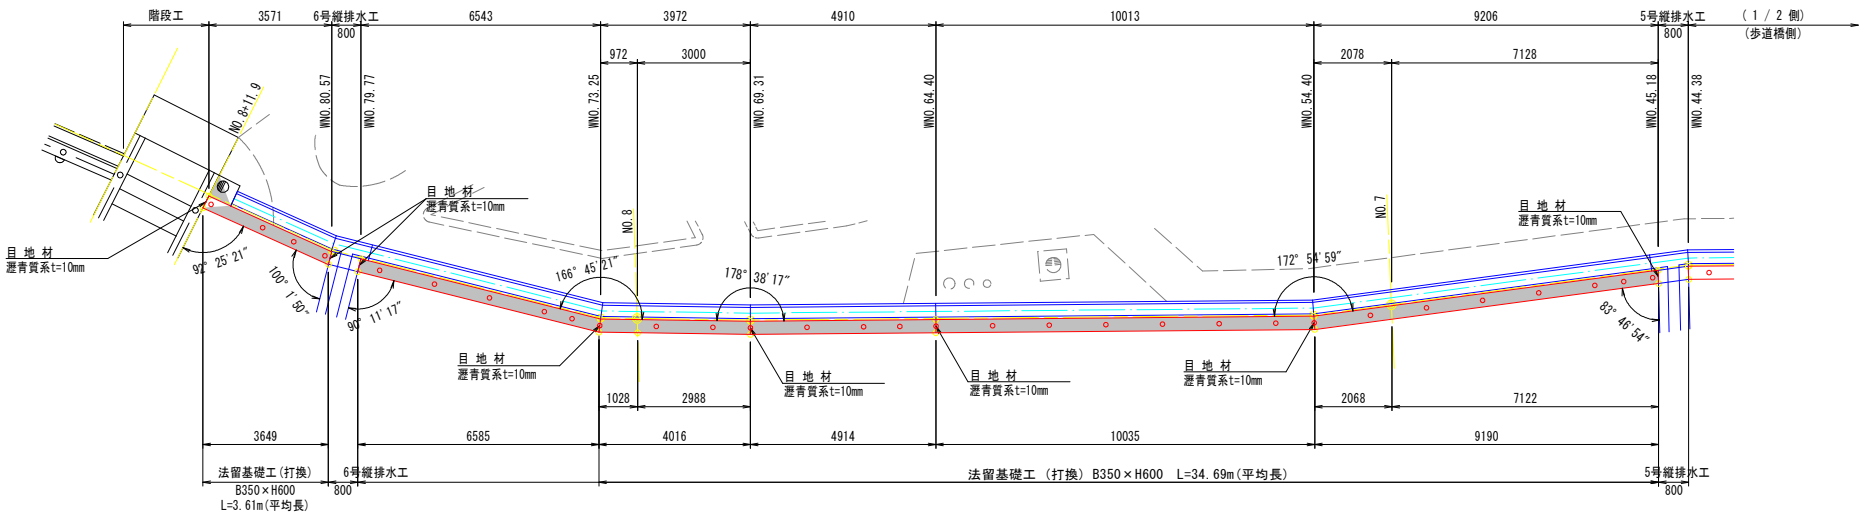 階段工
3571
6号縦排水工
800
6543
3972
4910
10013
9206
5号縦排水工
800
( 1 / 2 側)
(歩道橋側)
972
3000
2078
7128
NO.8+11.9
WNO.80.57
WNO.79.77
WNO.73.25
WNO.69.31
WNO.64.40
WNO.54.40
WNO.45.18
WNO.44.38
NO.8
NO.7
目 地 材
瀝青質系t=10mm
目 地 材
瀝青質系t=10mm
目 地 材
瀝青質系t=10mm
92° 25'21"
100° 1'50"
90° 11'17"
166° 45'21"
178° 38'17"
172° 54'59"
83° 46'54"
目 地 材
瀝青質系t=10mm
目 地 材
瀝青質系t=10mm
目 地 材
瀝青質系t=10mm
目 地 材
瀝青質系t=10mm
1028
2988
2068
7122
3649
6585
4016
4914
10035
9190
法留基礎工(打換)
B350×H600
L=3.61m(平均長)
6号縦排水工
800
法留基礎工 (打換) B350×H600 L=34.69m(平均長)
5号縦排水工
800